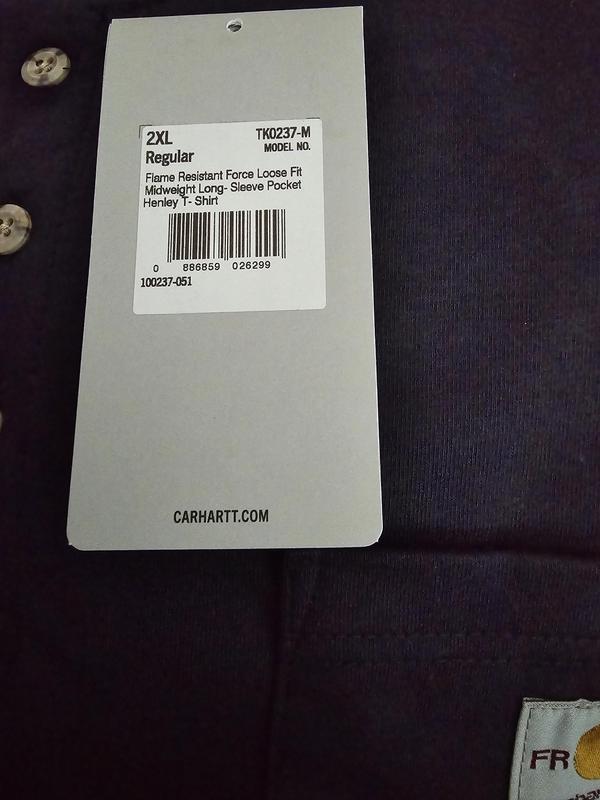 2XL TK0237-M
Regular MODEL NO.
Flame Resistant Force Loose Fit
Midweight Long- Sleeve Pocket
Henley T- Shirt
0 886859 026299
100237-051
CARHARTT.COM
FR